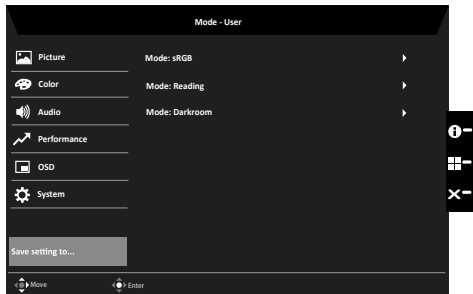 Mode - User
Picture
Color
Audio
Performance
OSD
System
Save setting to...
Mode: sRGB
Mode: Reading
Mode: Darkroom
Move
Enter